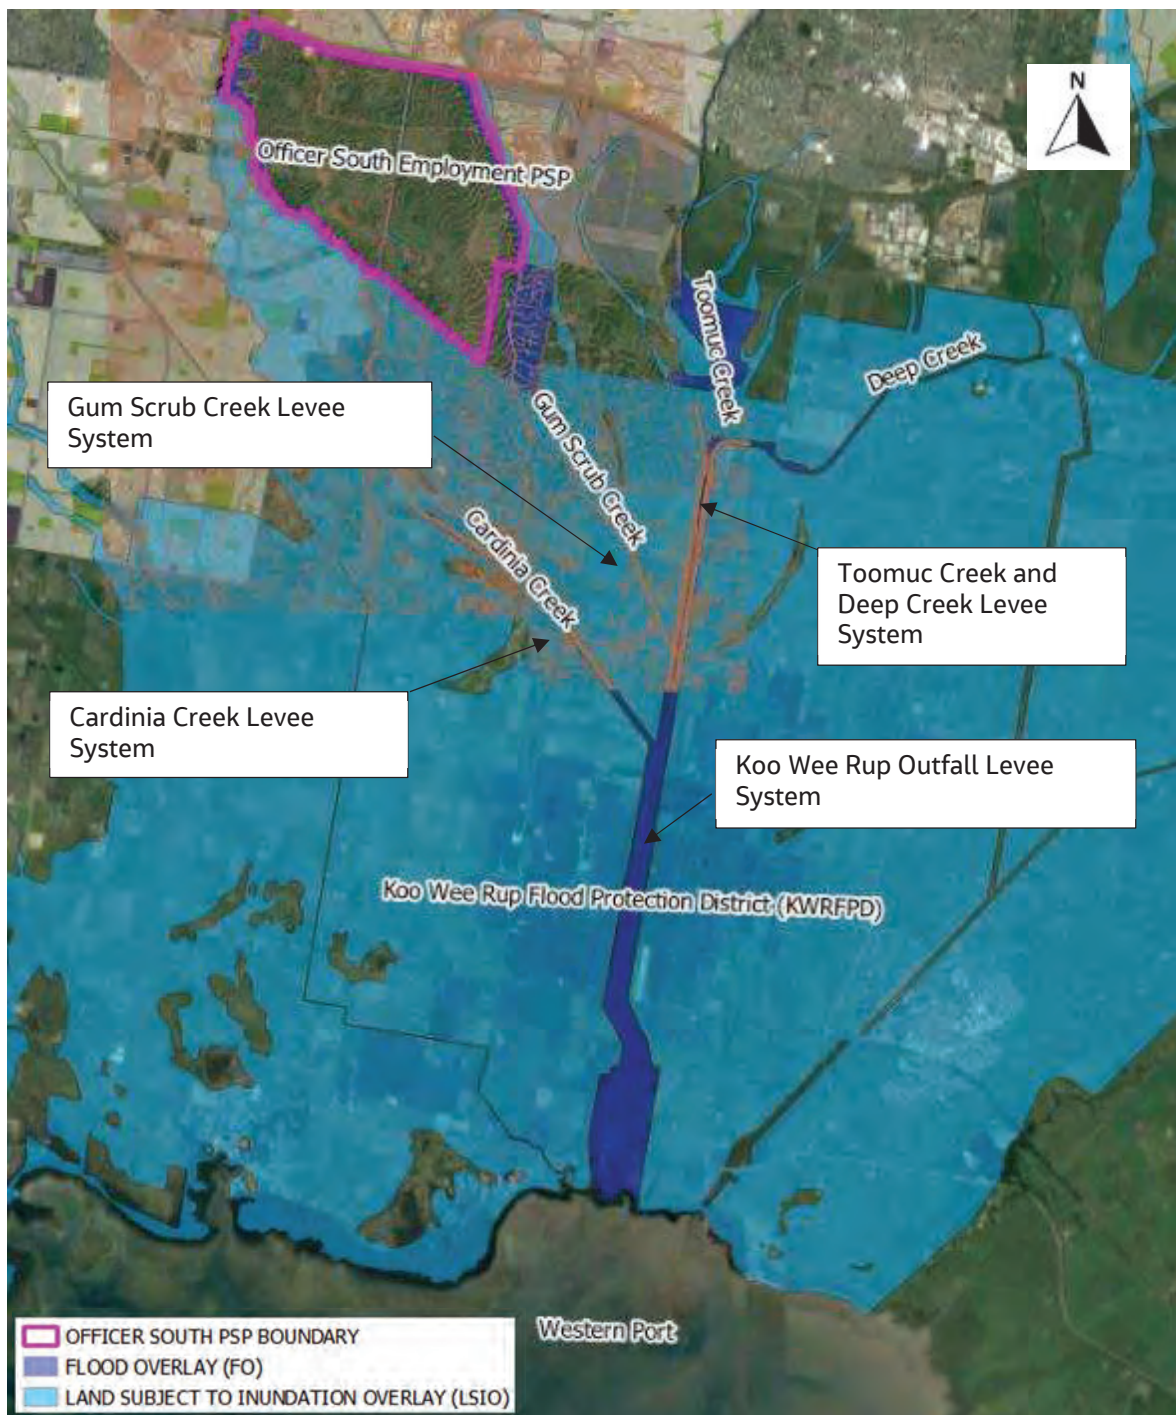 N
Officer South Employment PSP
Toomuc Creek
Deep Creek
Gum Scrub Creek Levee
System
Gum Scrub Creek
Cardinia Creek
Toomuc Creek and
Deep Creek Levee
System
Cardinia Creek Levee
System
Koo Wee Rup Outfall Levee
System
Koo Wee Rup Flood Protection District (KWRFPD)
Western Port
OFFICER SOUTH PSP BOUNDARY
FLOOD OVERLAY (FO)
LAND SUBJECT TO INUNDATION OVERLAY (LSIO)